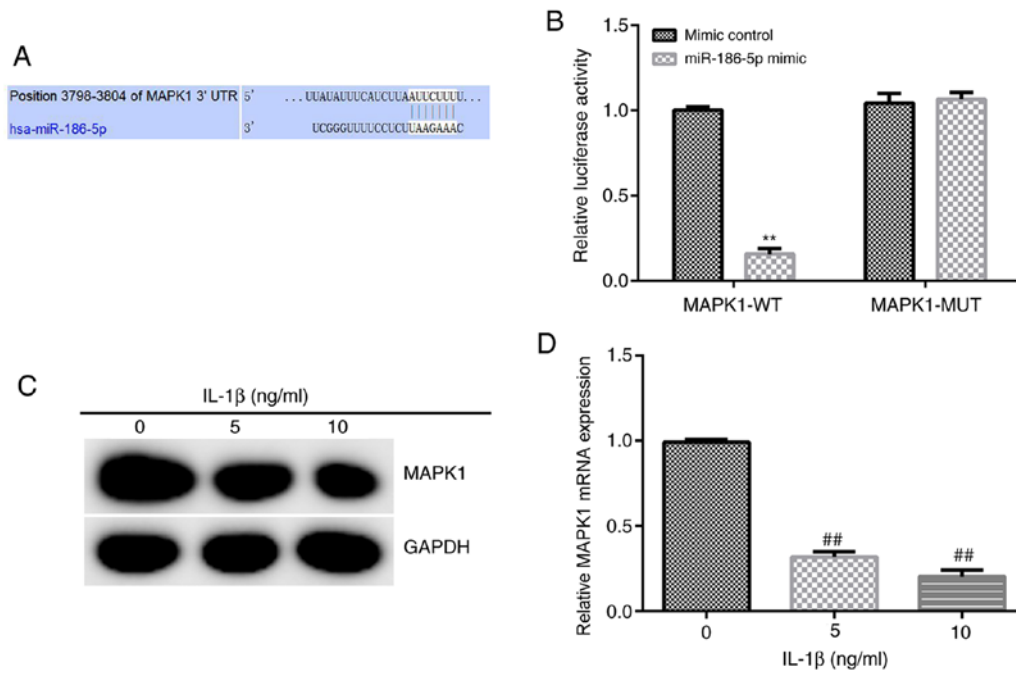 A
Position 3798-3804 of MAPK1 3' UTR 5' ...UUAUAUUUCAUCUUAAUUCUUUU...
hsa-miR-186-5p 3' UCGGGUUUUCCUCUUAAGAAAC
B
Relative luciferase activity
1.5
1.0
0.5
0.0
Mimic control
miR-186-5p mimic
**
MAPK1-WT MAPK1-MUT
C
IL-1β (ng/ml)
0 5 10
MAPK1
GAPDH
D
Relative MAPK1 mRNA expression
1.5
1.0
0.5
0.0
##
##
0 5 10
IL-1β (ng/ml)